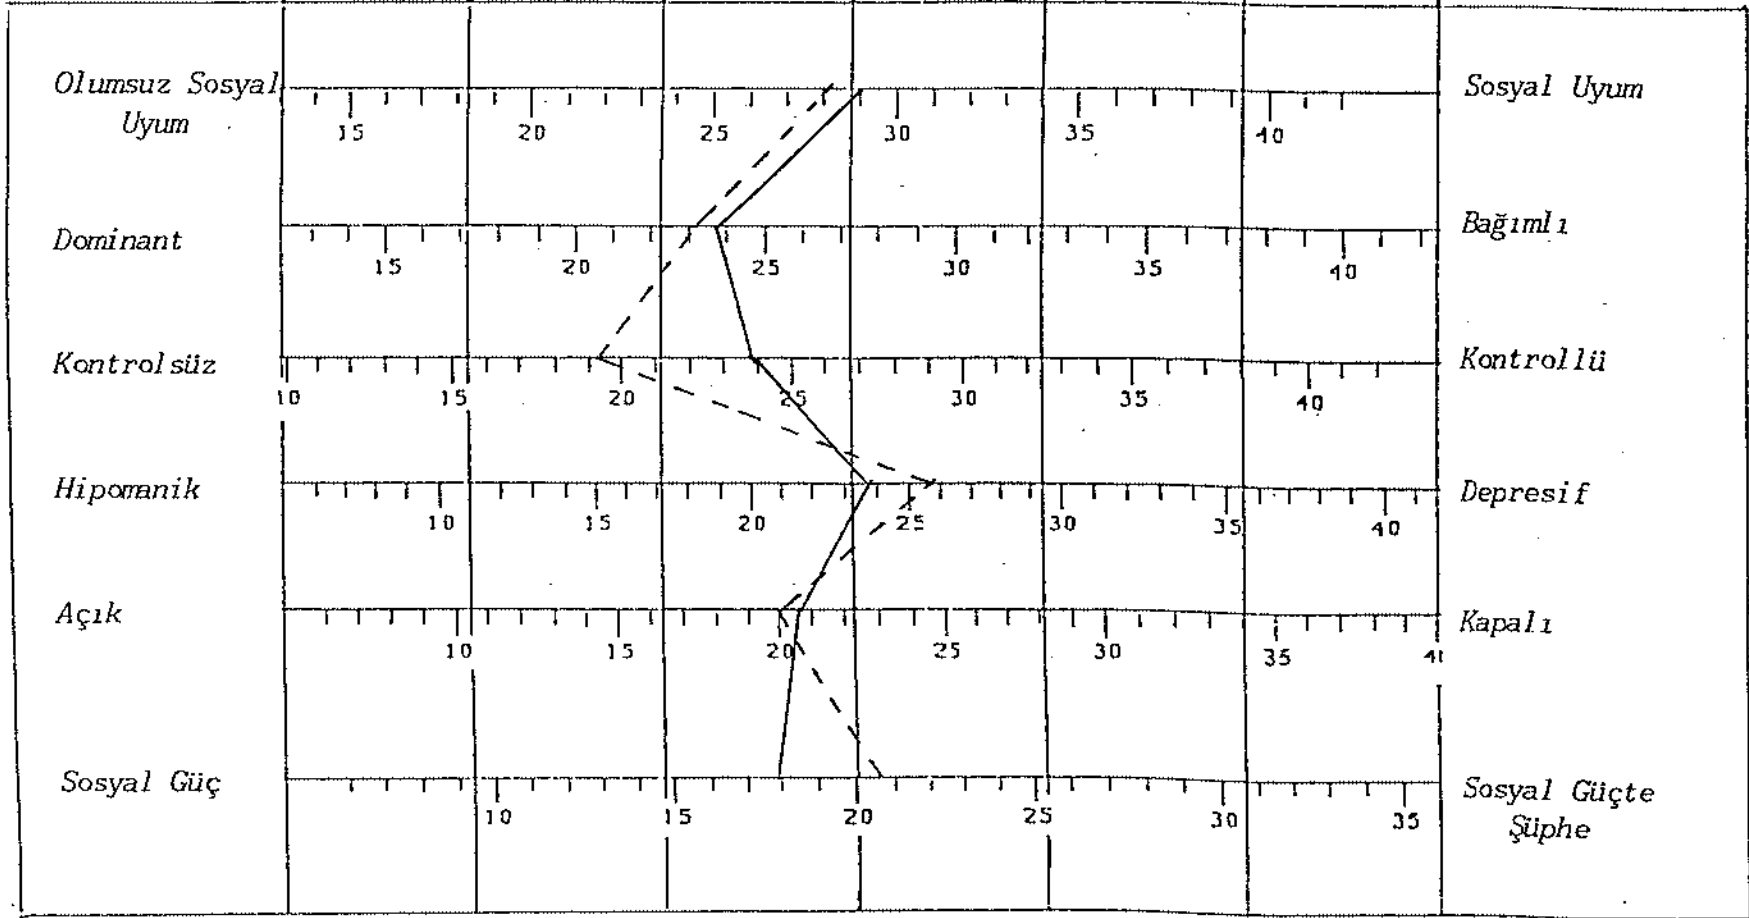 Olumsuz Sosyal Uyum
Sosyal Uyum
15 20 25 30 35 40
Dominant
Bağımlı
15 20 25 30 35 40
Kontrolsüz
Kontrollü
10 15 20 25 30 35 40
Hipomanik
Depresif
10 15 20 25 30 35 40
Açık
Kapalı
10 15 20 25 30 35
Sosyal Güç
Sosyal Güçte Şüphe
10 15 20 25 30 35